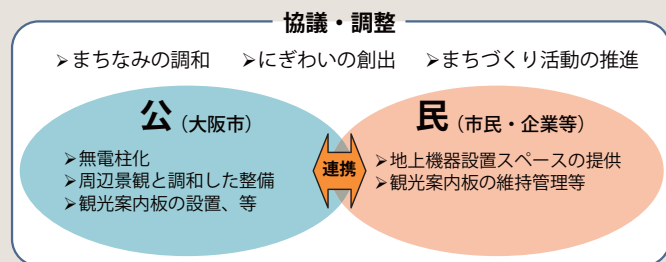 協議・調整
➢まちなみの調和 ➢にぎわいの創出 ➢まちづくり活動の推進
公（大阪市）
➢無電柱化
➢周辺景観と調和した整備
➢観光案内板の設置、等
連携
民（市民・企業等）
➢地上機器設置スペースの提供
➢観光案内板の維持管理等